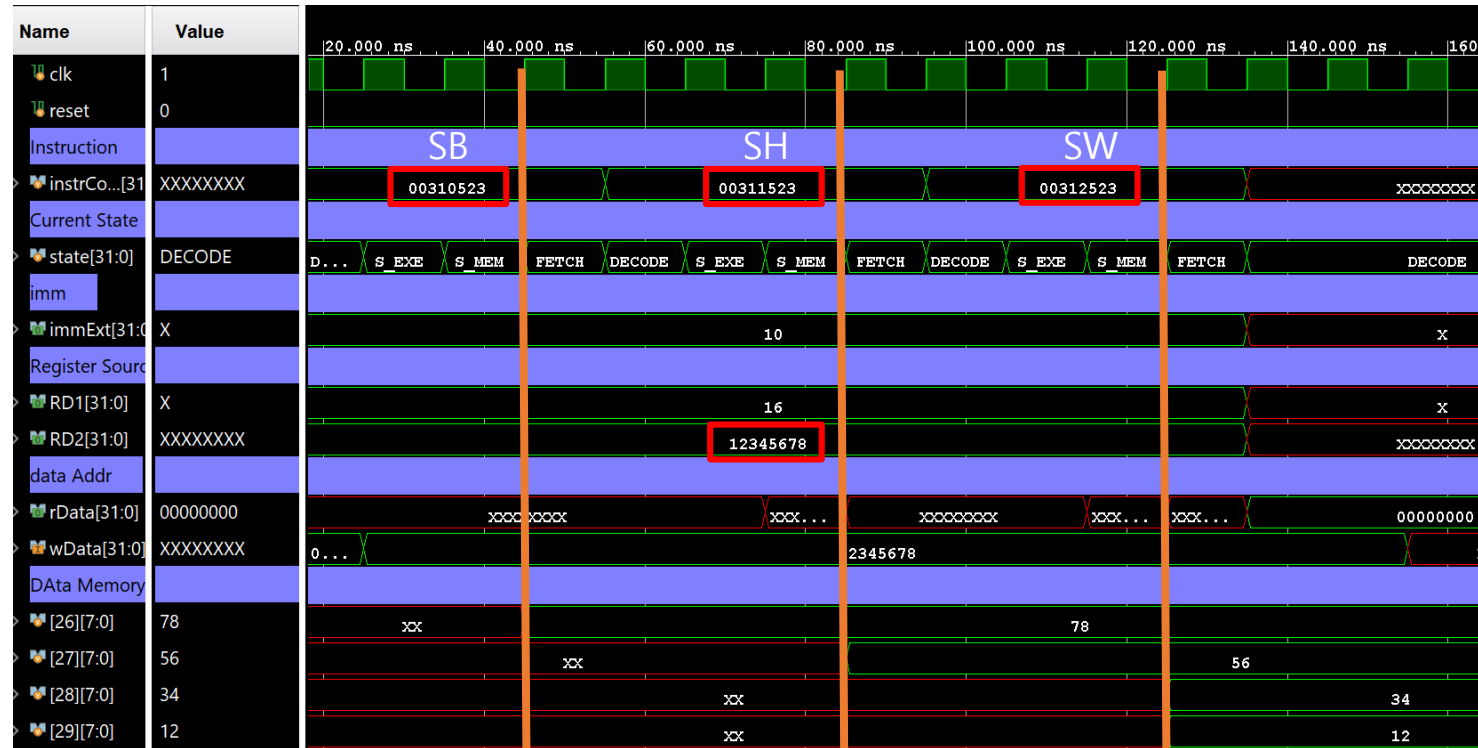 Name Value
20.000 ns 40.000 ns 60.000 ns 80.000 ns 100.000 ns 120.000 ns 140.000 ns 160
clk 1
reset 0
Instruction SB SH SW
instrCo...[31 XXXXXXXX 00310523 00311523 00312523 XXXXXXXX
Current State
state[31:0] DECODE D... S_EXE S_MEM FETCH DECODE S_EXE S_MEM FETCH DECODE S_EXE S_MEM FETCH DECODE
imm
immExt[31:0 X 10 X
Register Sourc
RD1[31:0] X 16 X
RD2[31:0] XXXXXXXX 12345678 XXXXXXXX
data Addr
rData[31:0] 00000000 XXXXXXXX XXX... XXXXXXXX XXX... XXX... 00000000
wData[31:0] XXXXXXXX 0... 2345678
DAta Memory
[26][7:0] 78 XX 78
[27][7:0] 56 XX 56
[28][7:0] 34 XX 34
[29][7:0] 12 XX 12